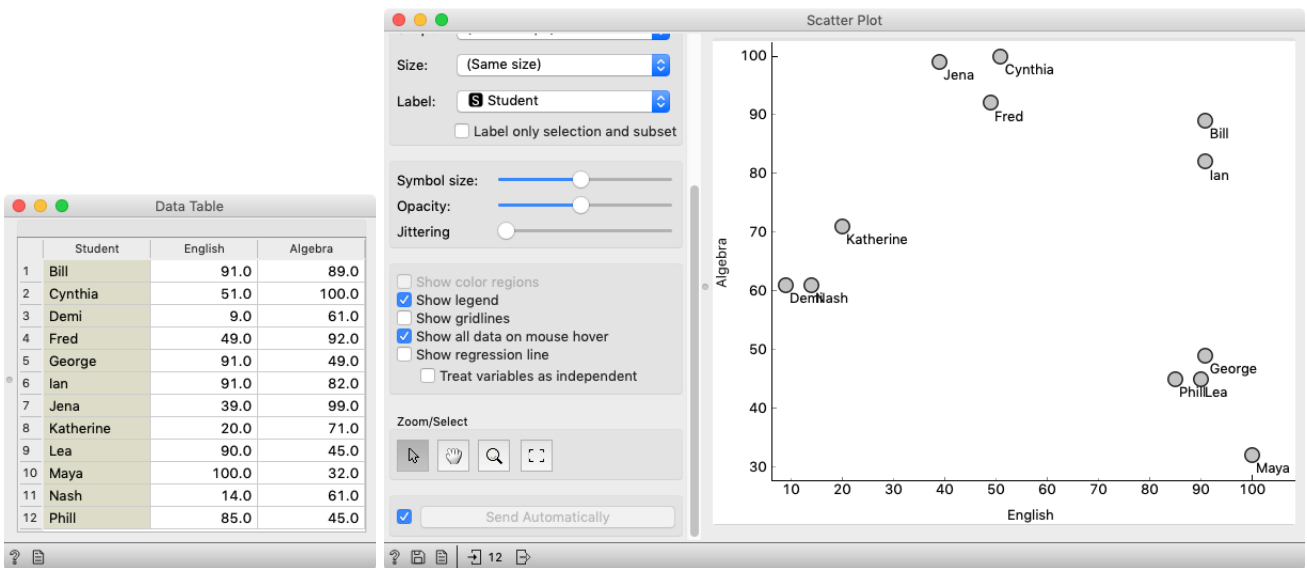 Data Table
Student English Algebra
1 Bill 91.0 89.0
2 Cynthia 51.0 100.0
3 Demi 9.0 61.0
4 Fred 49.0 92.0
5 George 91.0 49.0
6 Ian 91.0 82.0
7 Jena 39.0 99.0
8 Katherine 20.0 71.0
9 Lea 90.0 45.0
10 Maya 100.0 32.0
11 Nash 14.0 61.0
12 Phill 85.0 45.0
?
Scatter Plot
Size: (Same size)
Label: S Student
Label only selection and subset
Symbol size:
Opacity:
Jittering
Show color regions
Show legend
Show gridlines
Show all data on mouse hover
Show regression line
Treat variables as independent
Zoom/Select
Send Automatically
? 12
Algebra
100
90
80
70
60
50
40
30
Jena
Cynthia
Fred
Bill
Ian
Katherine
Demi
Nash
George
Phill
Lea
Maya
10 20 30 40 50 60 70 80 90 100
English